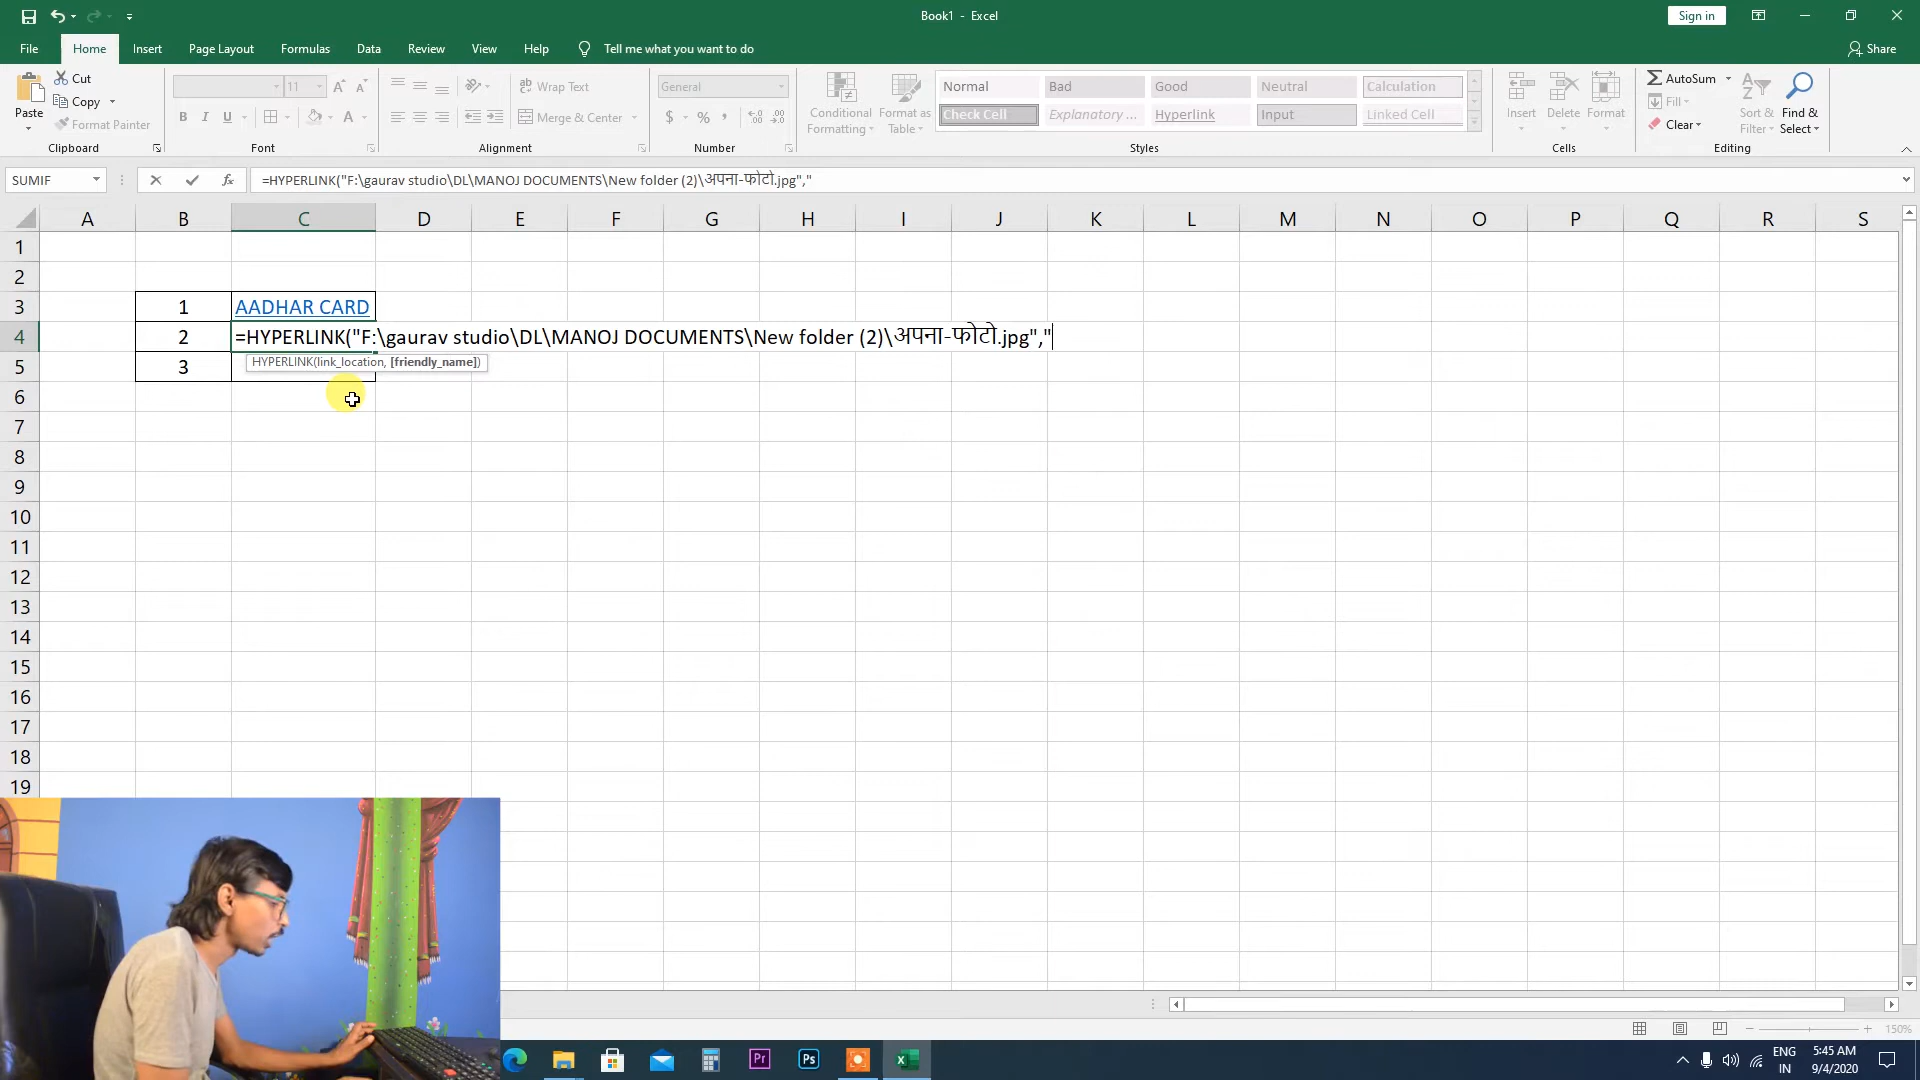 Book1 - Excel
Sign in
File Home Insert Page Layout Formulas Data Review View Help Tell me what you want to do Share
Paste
Cut
Copy
Format Painter
11
B I U
Wrap Text
Merge & Center
General
$ % ,
Conditional Formatting
Format as Table
Normal Bad Good Neutral Calculation
Check Cell Explanatory ... Hyperlink Input Linked Cell
Insert Delete Format
AutoSum
Fill
Clear
Sort & Filter
Find & Select
Clipboard Font Alignment Number Styles Cells Editing
SUMIF fx =HYPERLINK("F:\gaurav studio\DL\MANOJ DOCUMENTS\New folder (2)\अपना-फोटो.jpg","
A B C D E F G H I J K L M N O P Q R S
1
2
3 1 AADHAR CARD
4 2 =HYPERLINK("F:\gaurav studio\DL\MANOJ DOCUMENTS\New folder (2)\अपना-फोटो.jpg","
5 3
HYPERLINK(link_location, [friendly_name])
6
7
8
9
10
11
12
13
14
15
16
17
18
19
150%
Pr Ps
ENG
IN
5:45 AM
9/4/2020